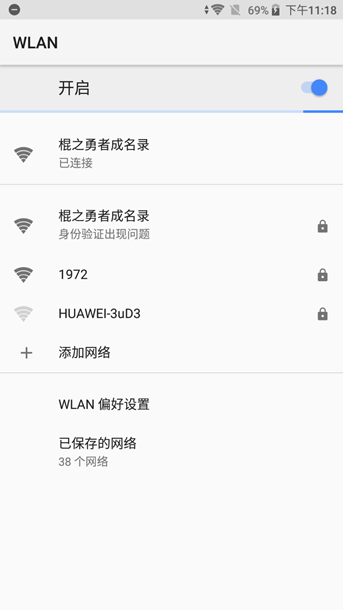 69% 下午11:18
WLAN
开启
棍之勇者成名录
已连接
棍之勇者成名录
身份验证出现问题
1972
HUAWEI-3uD3
添加网络
WLAN 偏好设置
已保存的网络
38 个网络